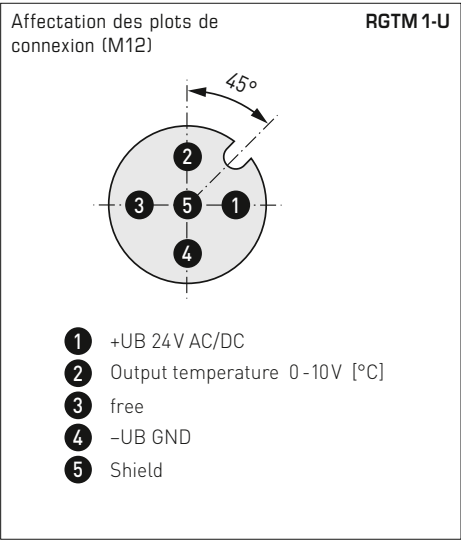 Affectation des plots de
connexion (M12)
RGTM 1-U
45°
2
3 5 1
4
1 +UB 24V AC/DC
2 Output temperature 0-10V [°C]
3 free
4 –UB GND
5 Shield